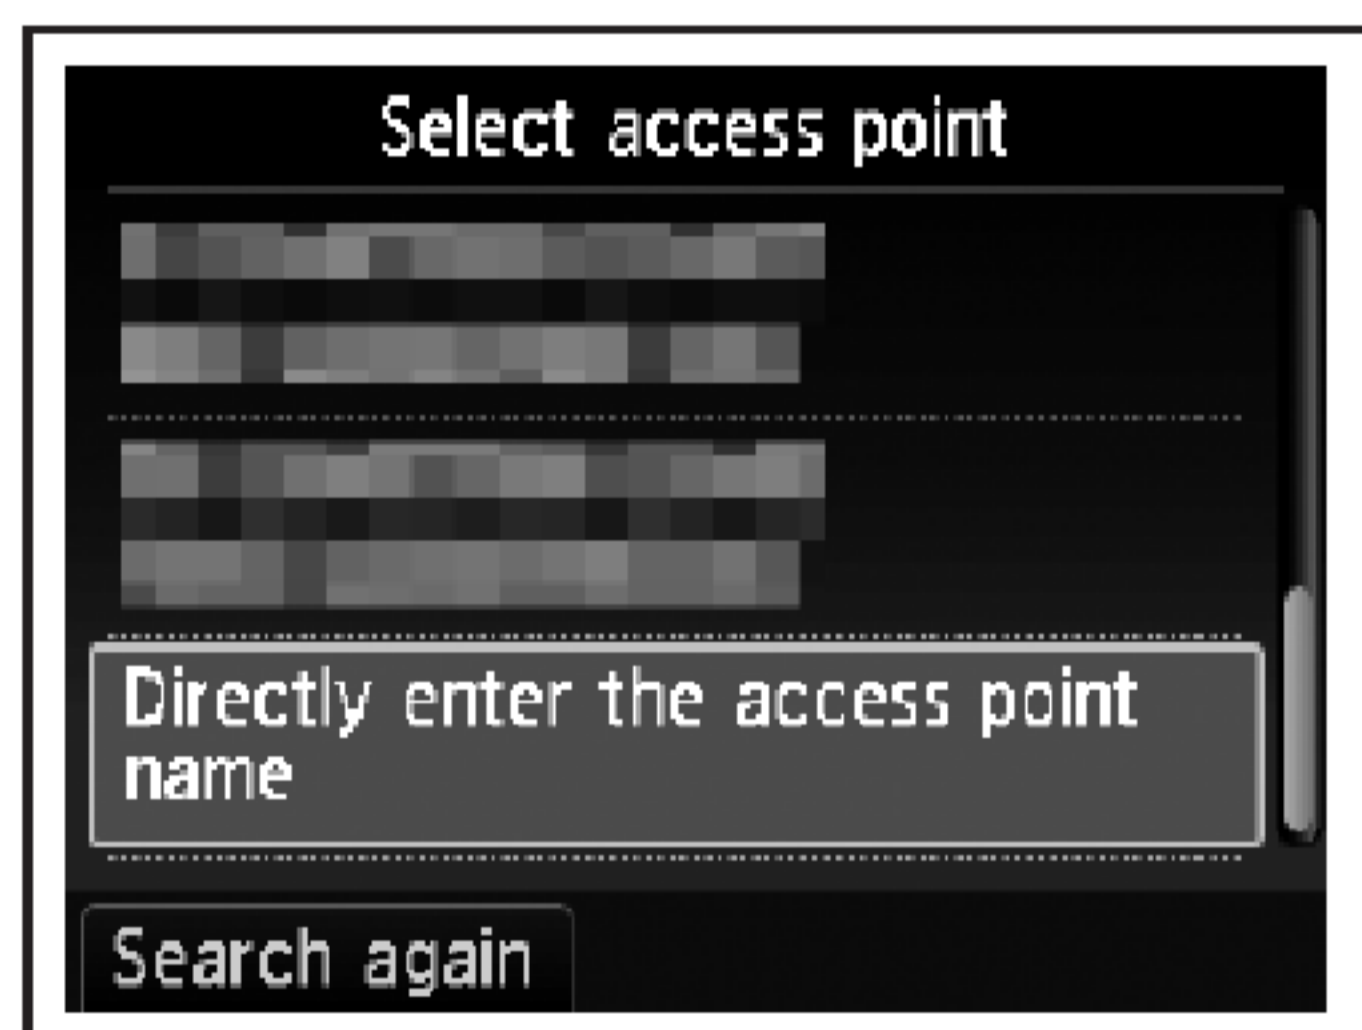 Select access point
Directly enter the access point
name
Search again